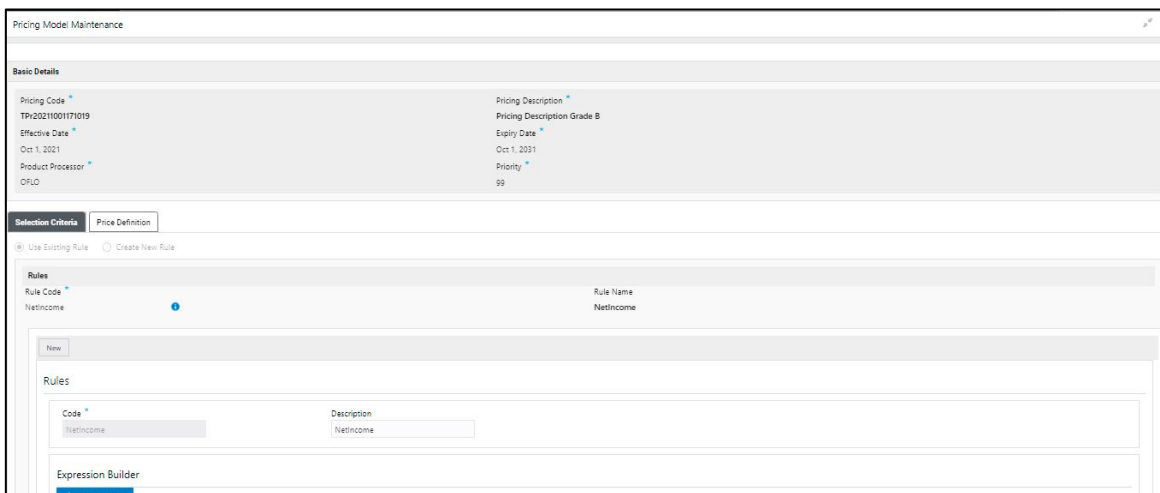 Pricing Model Maintenance
Basic Details
Pricing Code *
Pricing Description *
TPr20211001171019
Pricing Description Grade B
Effective Date *
Expiry Date *
Oct 1, 2021
Oct 1, 2031
Product Processor *
Priority *
OFLO
99
Selection Criteria
Price Definition
Use Existing Rule
Create New Rule
Rules
Rule Code *
Rule Name
NetIncome
NetIncome
New
Rules
Code *
Description
NetIncome
NetIncome
Expression Builder